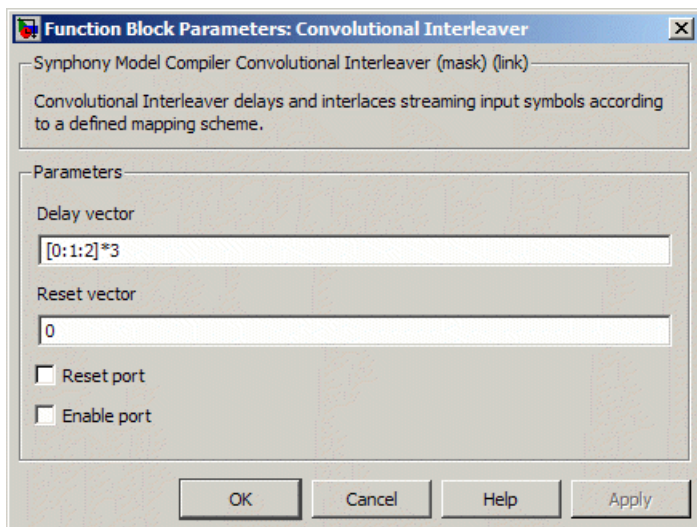 Function Block Parameters: Convolutional Interleaver
Synphony Model Compiler Convolutional Interleaver (mask) (link)
Convolutional Interleaver delays and interlaces streaming input symbols according
to a defined mapping scheme.
Parameters
Delay vector
[0:1:2]*3
Reset vector
0
Reset port
Enable port
OK Cancel Help Apply